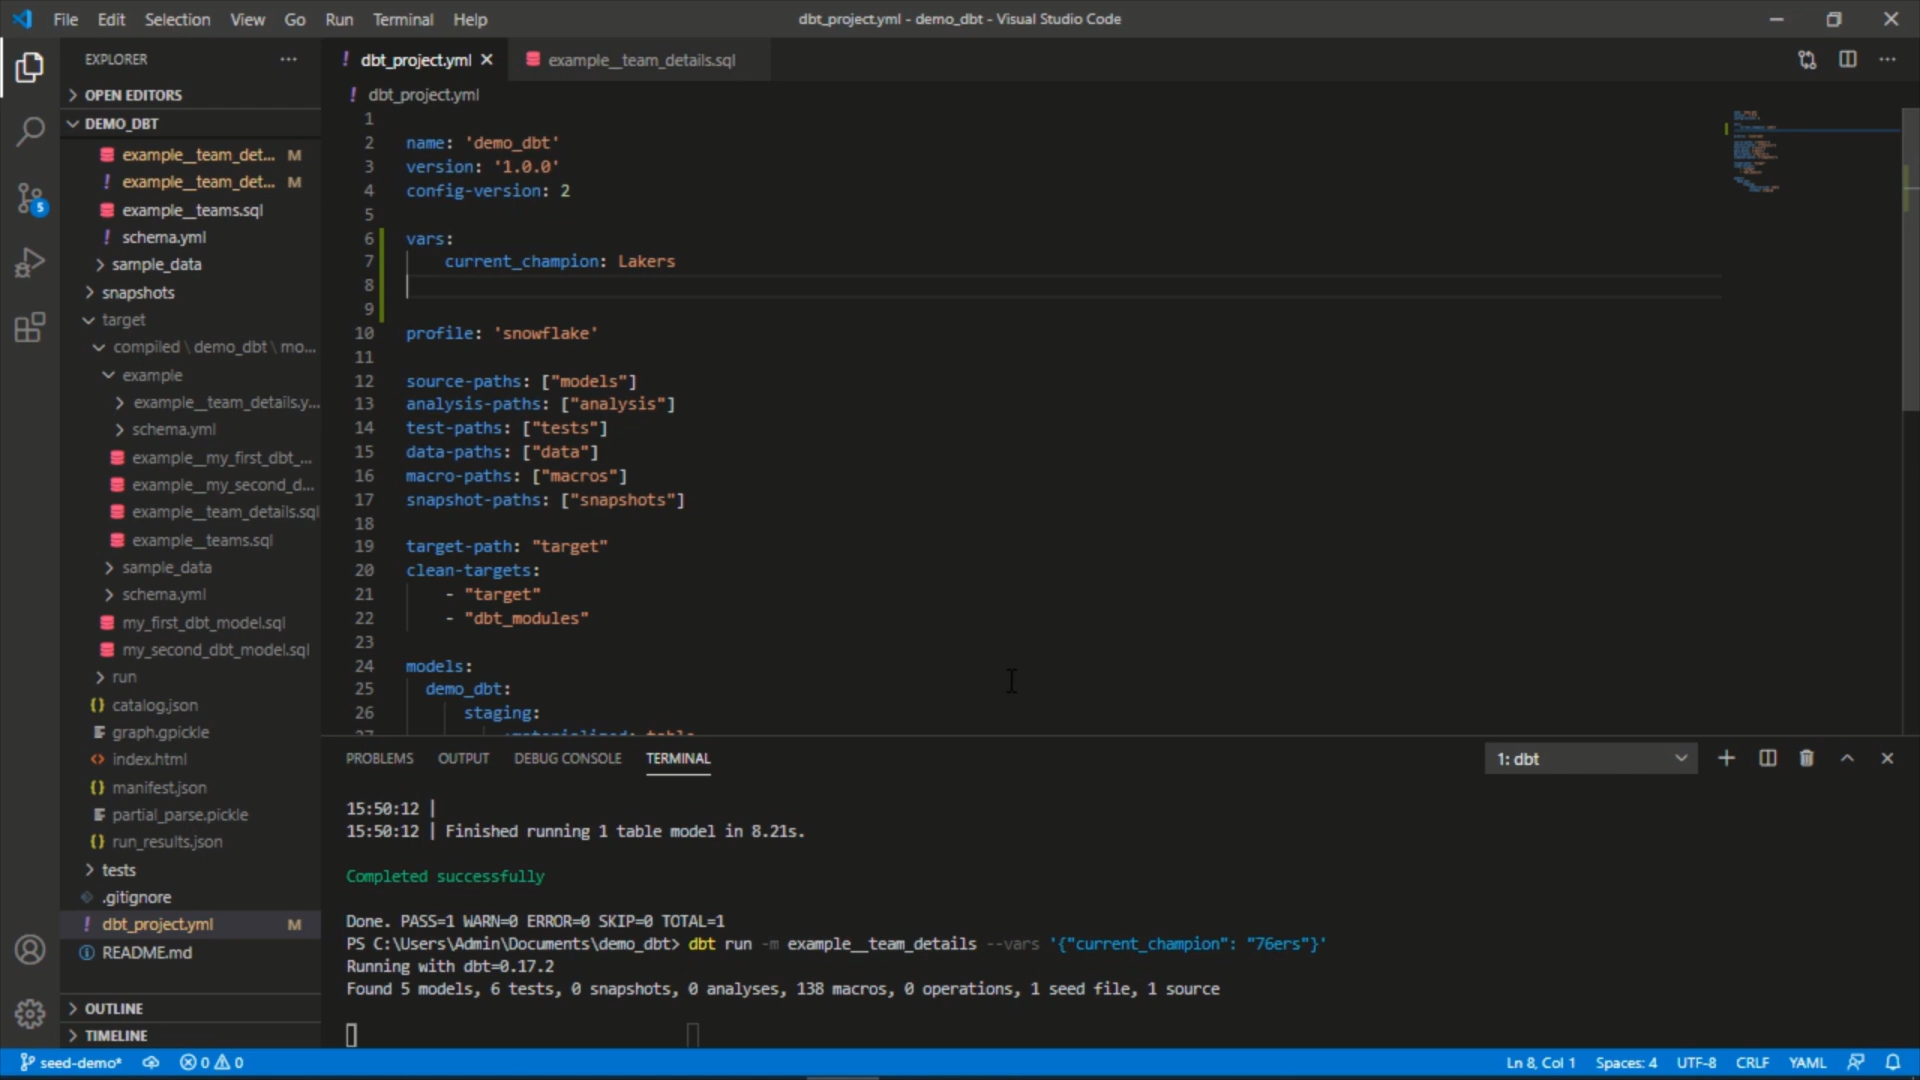 File Edit Selection View Go Run Terminal Help
dbt_project.yml - demo_dbt - Visual Studio Code
EXPLORER
OPEN EDITORS
DEMO_DBT
example__team_det... M
example__team_det... M
example__teams.sql
schema.yml
sample_data
snapshots
target
compiled \ demo_dbt \ mo...
example
example__team_details.y...
schema.yml
example__my_first_dbt_...
example__my_second_d...
example__team_details.sql
example__teams.sql
sample_data
schema.yml
my_first_dbt_model.sql
my_second_dbt_model.sql
run
catalog.json
graph.gpickle
index.html
manifest.json
partial_parse.pickle
run_results.json
tests
.gitignore
dbt_project.yml M
README.md
OUTLINE
TIMELINE
5
! dbt_project.yml
example__team_details.sql
! dbt_project.yml
1
2 name: 'demo_dbt'
3 version: '1.0.0'
4 config-version: 2
5
6 vars:
7 current_champion: Lakers
8
9
10 profile: 'snowflake'
11
12 source-paths: ["models"]
13 analysis-paths: ["analysis"]
14 test-paths: ["tests"]
15 data-paths: ["data"]
16 macro-paths: ["macros"]
17 snapshot-paths: ["snapshots"]
18
19 target-path: "target"
20 clean-targets:
21 - "target"
22 - "dbt_modules"
23
24 models:
25 demo_dbt:
26 staging:
PROBLEMS OUTPUT DEBUG CONSOLE TERMINAL
1: dbt
15:50:12 |
15:50:12 | Finished running 1 table model in 8.21s.
Completed successfully
Done. PASS=1 WARN=0 ERROR=0 SKIP=0 TOTAL=1
PS C:\Users\Admin\Documents\demo_dbt> dbt run -m example__team_details --vars '{"current_champion": "76ers"}'
Running with dbt=0.17.2
Found 5 models, 6 tests, 0 snapshots, 0 analyses, 138 macros, 0 operations, 1 seed file, 1 source
seed-demo* 0 0 Ln 8, Col 1 Spaces: 4 UTF-8 CRLF YAML